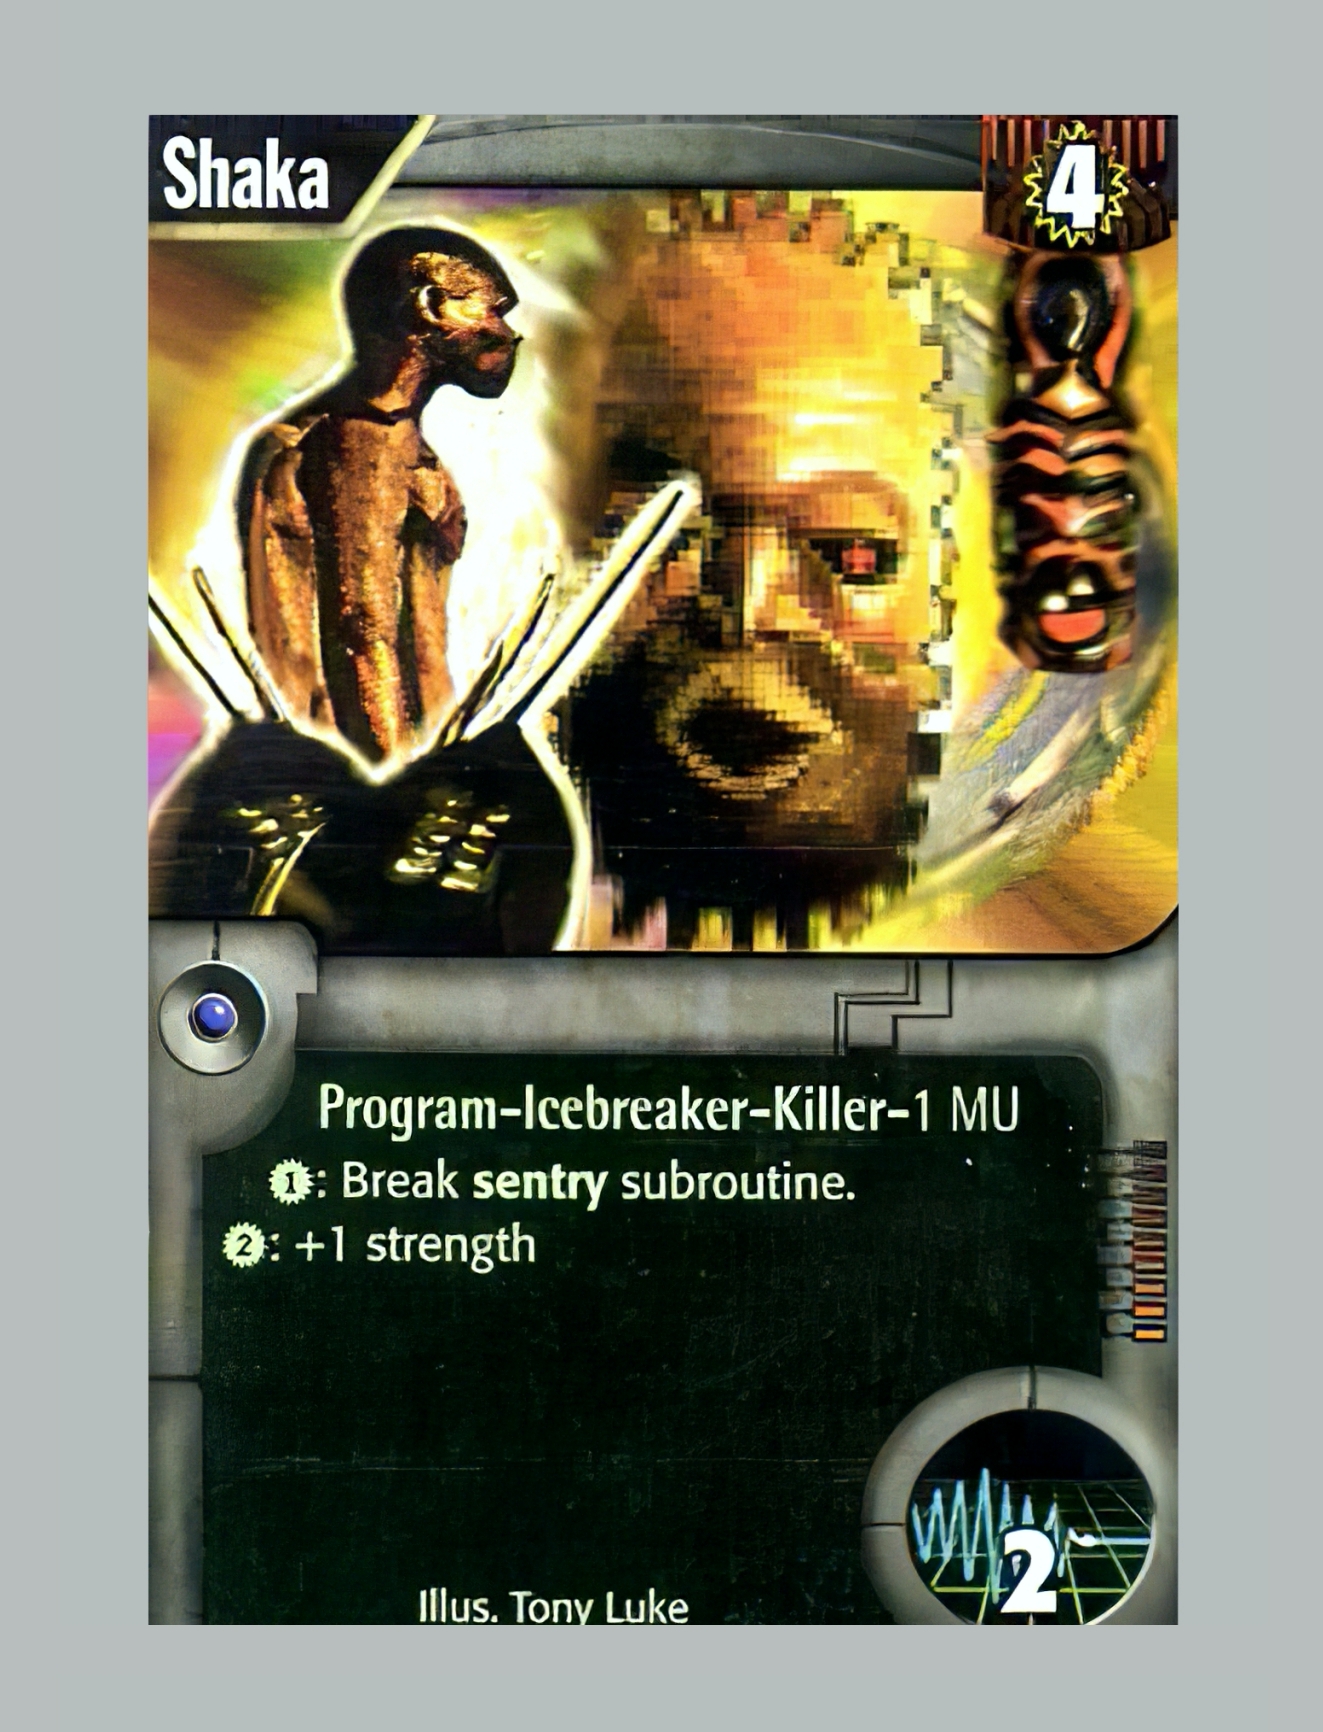 Shaka
4
Program-Icebreaker-Killer-1 MU
1: Break sentry subroutine.
2: +1 strength
2
Illus. Tony Luke